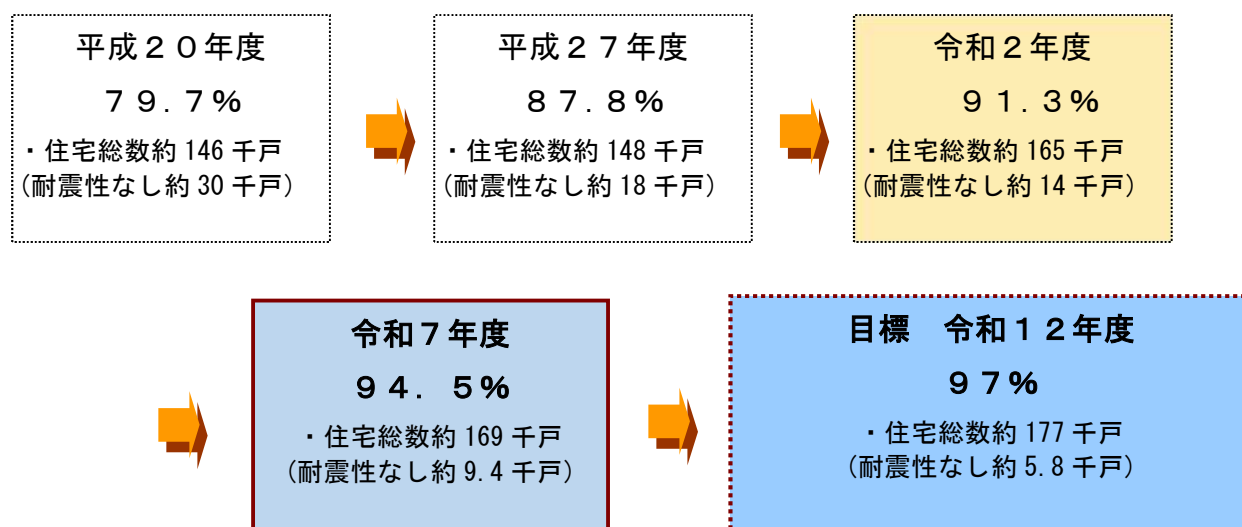 平成20年度
79.7%
・住宅総数約 146 千戸
(耐震性なし約 30 千戸)
平成27年度
87.8%
・住宅総数約 148 千戸
(耐震性なし約 18 千戸)
令和2年度
91.3%
・住宅総数約 165 千戸
(耐震性なし約 14 千戸)
令和7年度
94.5%
・住宅総数約 169 千戸
(耐震性なし約 9.4 千戸)
目標 令和12年度
97%
・住宅総数約 177 千戸
(耐震性なし約 5.8 千戸)